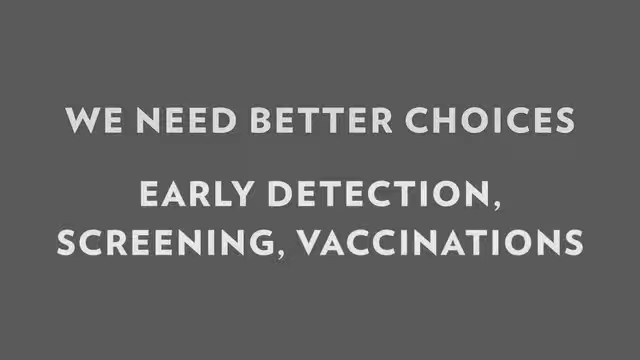 WE NEED BETTER CHOICES
EARLY DETECTION,
SCREENING, VACCINATIONS